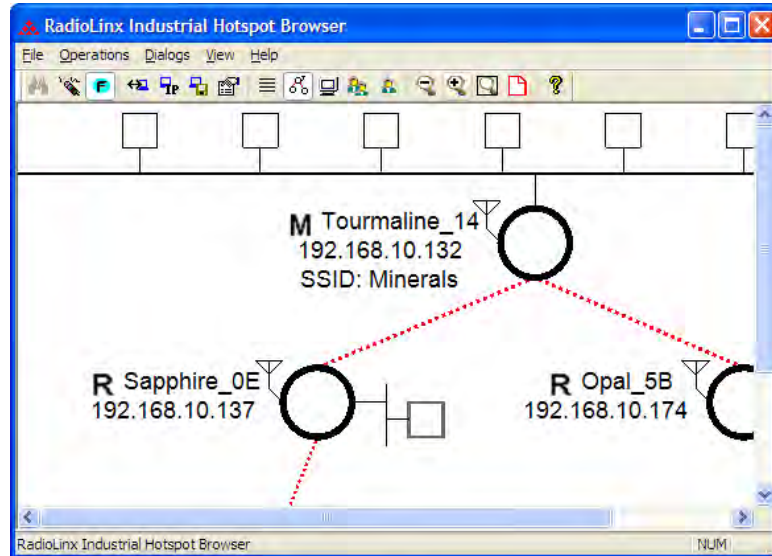 RadioLinx Industrial Hotspot Browser
File Operations Dialogs View Help
F IP ?
M Tourmaline_14
192.168.10.132
SSID: Minerals
R Sapphire_0E
192.168.10.137
R Opal_5B
192.168.10.174
RadioLinx Industrial Hotspot Browser NUM